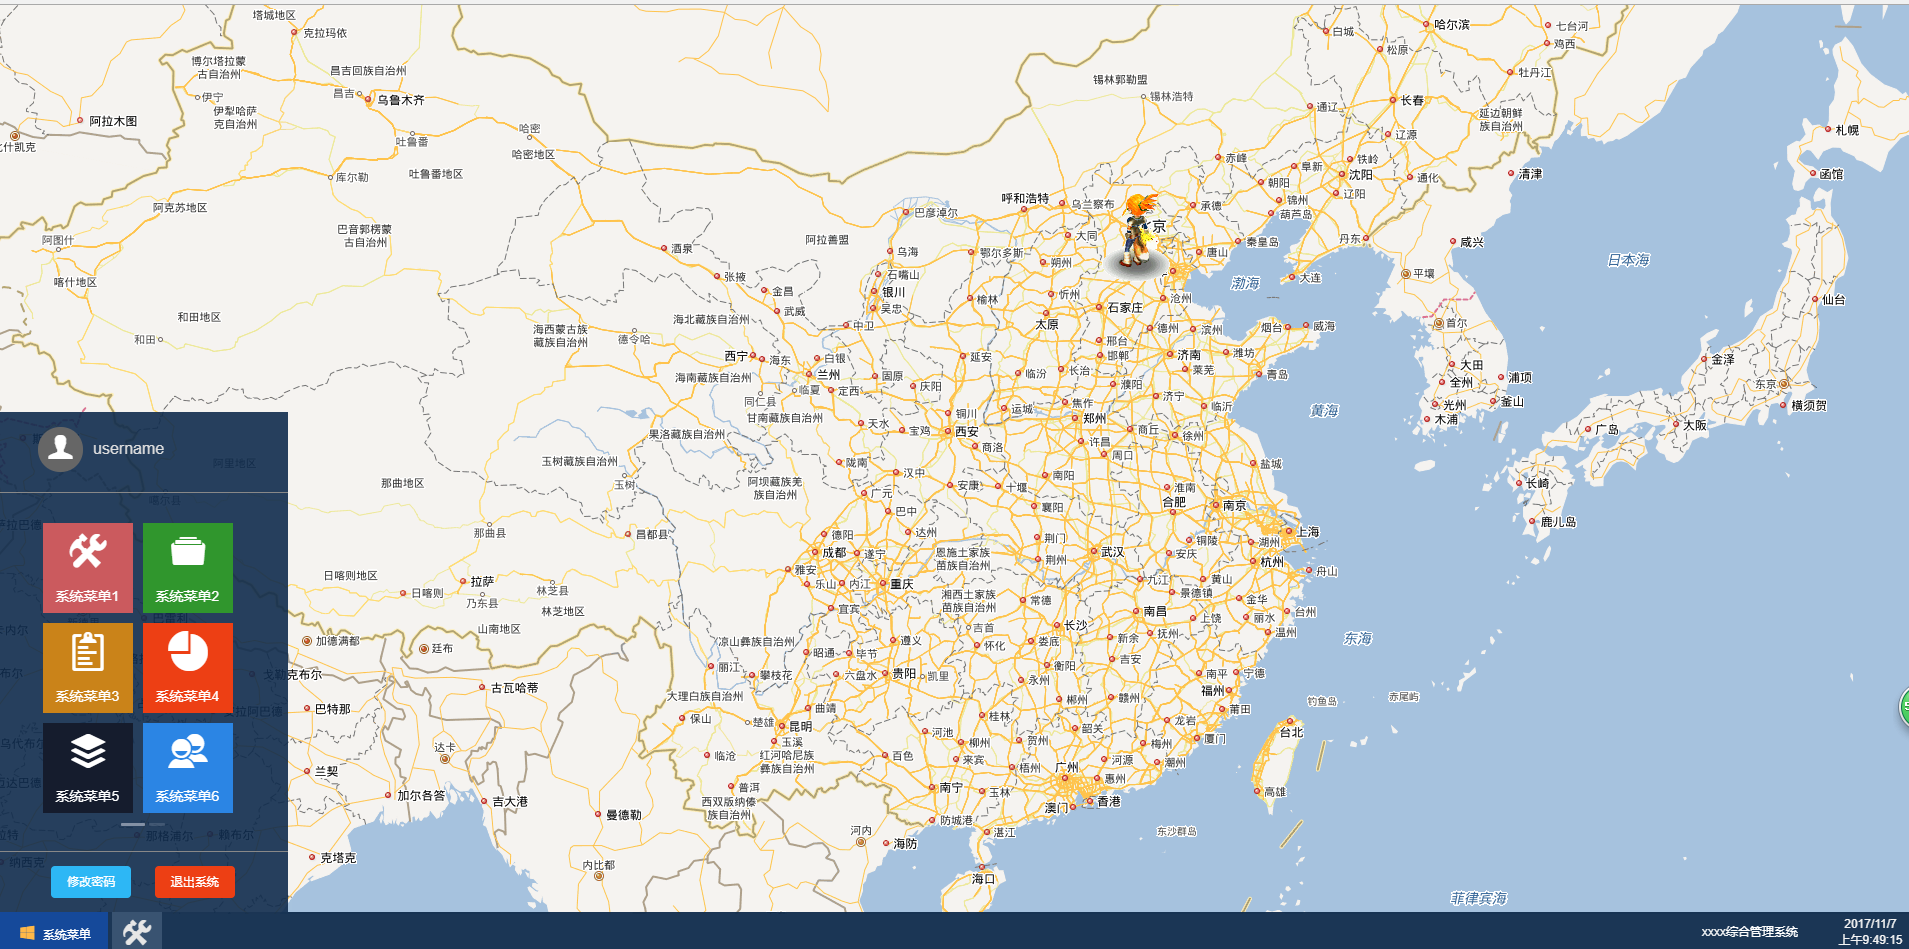 塔城地区
克拉玛依
哈尔滨
七台河
白城
松原
鸡西
博尔塔拉蒙
古自治州
昌吉回族自治州
锡林郭勒盟
牡丹江
伊宁
昌吉
乌鲁木齐
锡林浩特
通辽
长春
伊犁哈萨
克自治州
阿拉木图
延边朝鲜
族自治州
札幌
哈密
吐鲁番
辽源
比什凯克
哈密地区
赤峰
铁岭
阜新
沈阳
通化
清津
函馆
库尔勒
吐鲁番地区
朝阳
辽阳
锦州
呼和浩特
乌兰察布
承德
葫芦岛
阿克苏地区
巴彦淖尔
京
巴音郭楞蒙
古自治州
阿图什
阿拉善盟
大同
秦皇岛
丹东
咸兴
酒泉
乌海
鄂尔多斯
唐山
日本海
朔州
平壤
喀什地区
张掖
石嘴山
渤海
大连
金昌
银川
榆林
忻州
沧州
仙台
武威
吴忠
石家庄
和田地区
海北藏族自治州
中卫
太原
德州
滨州
烟台
威海
首尔
海西蒙古族
藏族自治州
德令哈
和田
邢台
西宁
海东
白银
延安
邯郸
济南
潍坊
大田
金泽
海南藏族自治州
兰州
固原
临汾
长治
莱芜
青岛
全州
浦项
东京
临夏
定西
庆阳
濮阳
同仁县
济宁
釜山
横须贺
铜川
运城
焦作
临沂
黄海
光州
甘南藏族自治州
天水
郑州
木浦
宝鸡
西安
商丘
徐州
大阪
广岛
果洛藏族自治州
商洛
许昌
username
周口
玉树藏族自治州
陇南
汉中
盐城
阿里地区
那曲地区
玉树
阿坝藏族羌
族自治州
广元
安康
十堰
南阳
淮南
长崎
合肥
南京
襄阳
巴中
鹿儿岛
那曲县
昌都县
德阳
达州
荆门
铜陵
湖州
上海
成都
遂宁
恩施土家族
苗族自治州
荆州
武汉
安庆
杭州
日喀则地区
拉萨
林芝县
雅安
乐山
内江
重庆
九江
黄山
舟山
日喀则
乃东县
林芝地区
宜宾
湘西土家族
苗族自治州
常德
景德镇
金华
系统菜单1
系统菜单2
南昌
上饶
丽水
台州
山南地区
吉首
长沙
温州
加德满都
廷布
凉山彝族自治州
遵义
怀化
娄底
新余
抚州
东海
昭通
毕节
吉安
丽江
攀枝花
六盘水
贵阳
凯里
衡阳
南平
宁德
永州
福州
古瓦哈蒂
大理白族自治州
系统菜单3
系统菜单4
郴州
赣州
钓鱼岛
赤尾屿
巴特那
保山
楚雄
曲靖
昆明
桂林
龙岩
莆田
韶关
台北
河池
达卡
玉溪
柳州
贺州
梅州
厦门
临沧
红河哈尼族
彝族自治州
百色
来宾
梧州
广州
河源
潮州
兰契
惠州
加尔各答
吉大港
普洱
西双版纳傣
族自治州
南宁
玉林
澳门
香港
高雄
系统菜单5
系统菜单6
曼德勒
防城港
湛江
东沙群岛
那格浦尔
赖布尔
河内
海防
克塔克
纳西克
内比都
海口
修改密码
退出系统
菲律宾海
系统菜单
xxxx综合管理系统
2017/11/7
上午9:49:15